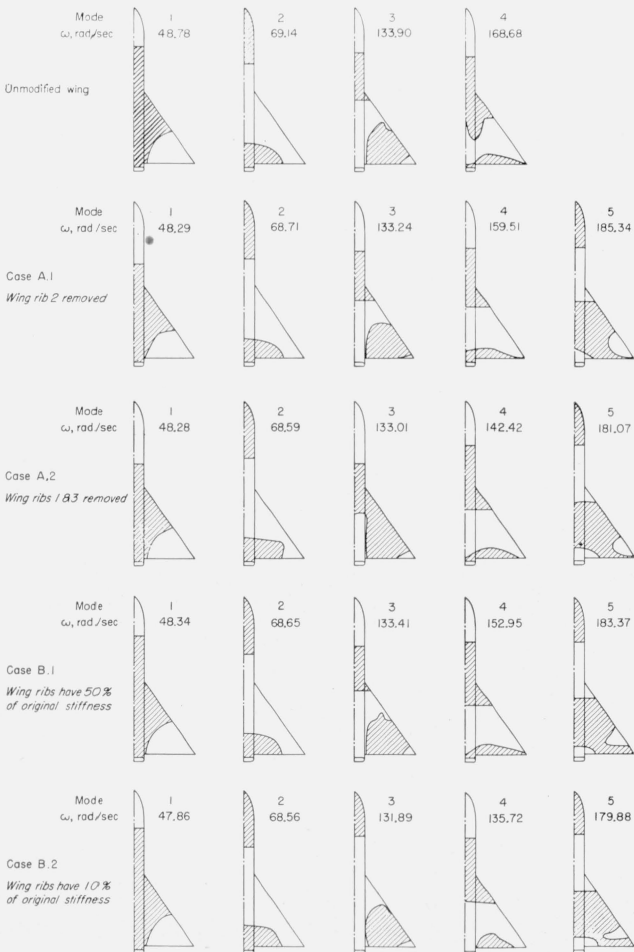 Mode 1 2 3 4
ω, rad/sec 48.78 69.14 133.90 168.68
Unmodified wing
Mode 1 2 3 4 5
ω, rad/sec 48.29 68.71 133.24 159.51 185.34
Case A.1
Wing rib 2 removed
Mode 1 2 3 4 5
ω, rad/sec 48.28 68.59 133.01 142.42 181.07
Case A.2
Wing ribs 1 &3 removed
Mode 1 2 3 4 5
ω, rad/sec 48.34 68.65 133.41 152.95 183.37
Case B.1
Wing ribs have 50%
of original stiffness
Mode 1 2 3 4 5
ω, rad/sec 47.86 68.56 131.89 135.72 179.88
Case B.2
Wing ribs have 10%
of original stiffness